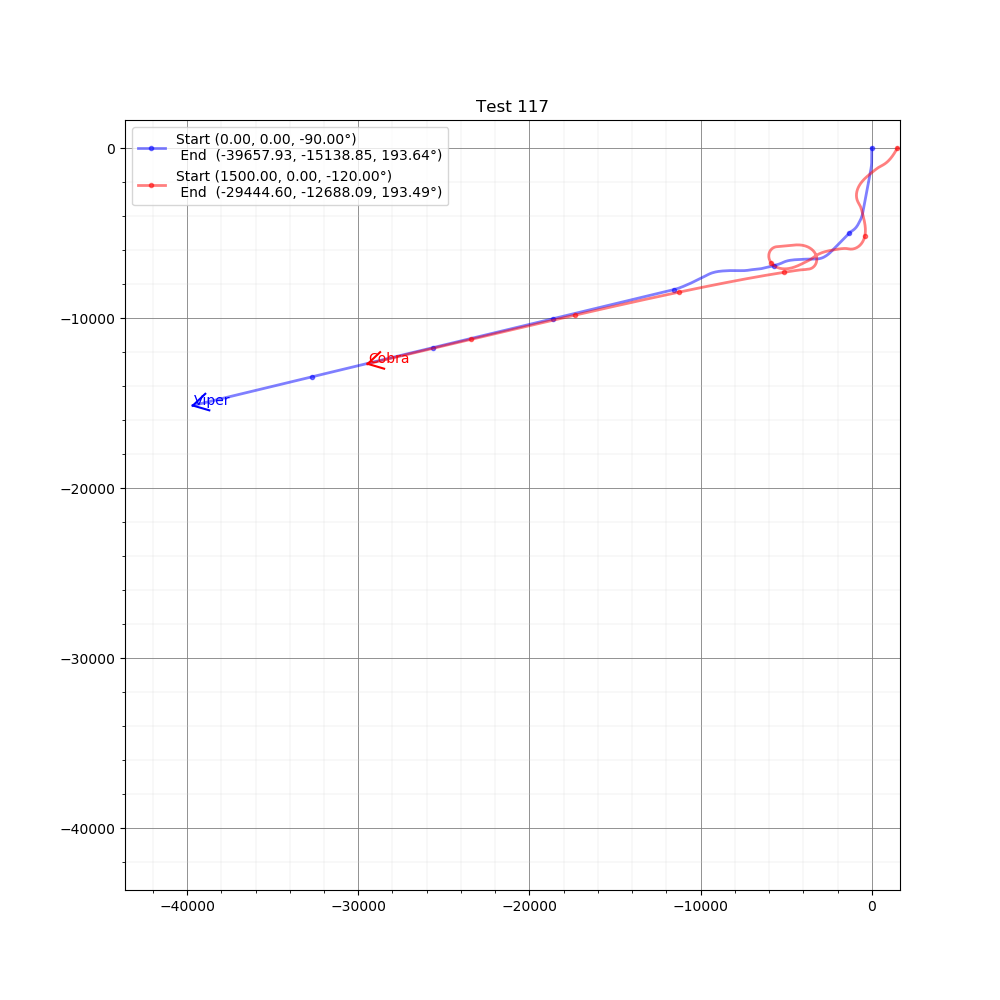 Test 117
Start (0.00, 0.00, -90.00°)
End  (-39657.93, -15138.85, 193.64°)
Start (1500.00, 0.00, -120.00°)
End  (-29444.60, -12688.09, 193.49°)
0
−10000
−20000
−30000
−40000
Cobra
Viper
−40000
−30000
−20000
−10000
0